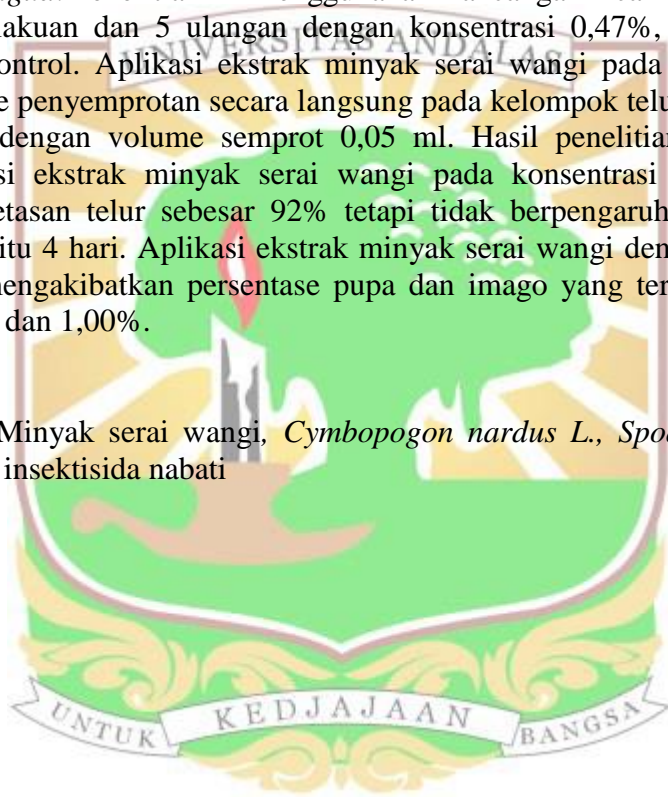 lakuan dan 5 ulangan dengan konsentrasi 0,47%,
UNIVERSITAS ANDALAS
ontrol. Aplikasi ekstrak minyak serai wangi pada
e penyemprotan secara langsung pada kelompok telu
dengan volume semprot 0,05 ml. Hasil penelitian
si ekstrak minyak serai wangi pada konsentrasi
etasan telur sebesar 92% tetapi tidak berpengaruh
itu 4 hari. Aplikasi ekstrak minyak serai wangi den
mengakibatkan persentase pupa dan imago yang ter
dan 1,00%.
Minyak serai wangi, Cymbopogon nardus L., Spo
insektisida nabati
UNTUK KEDJAJAAN BANGSA